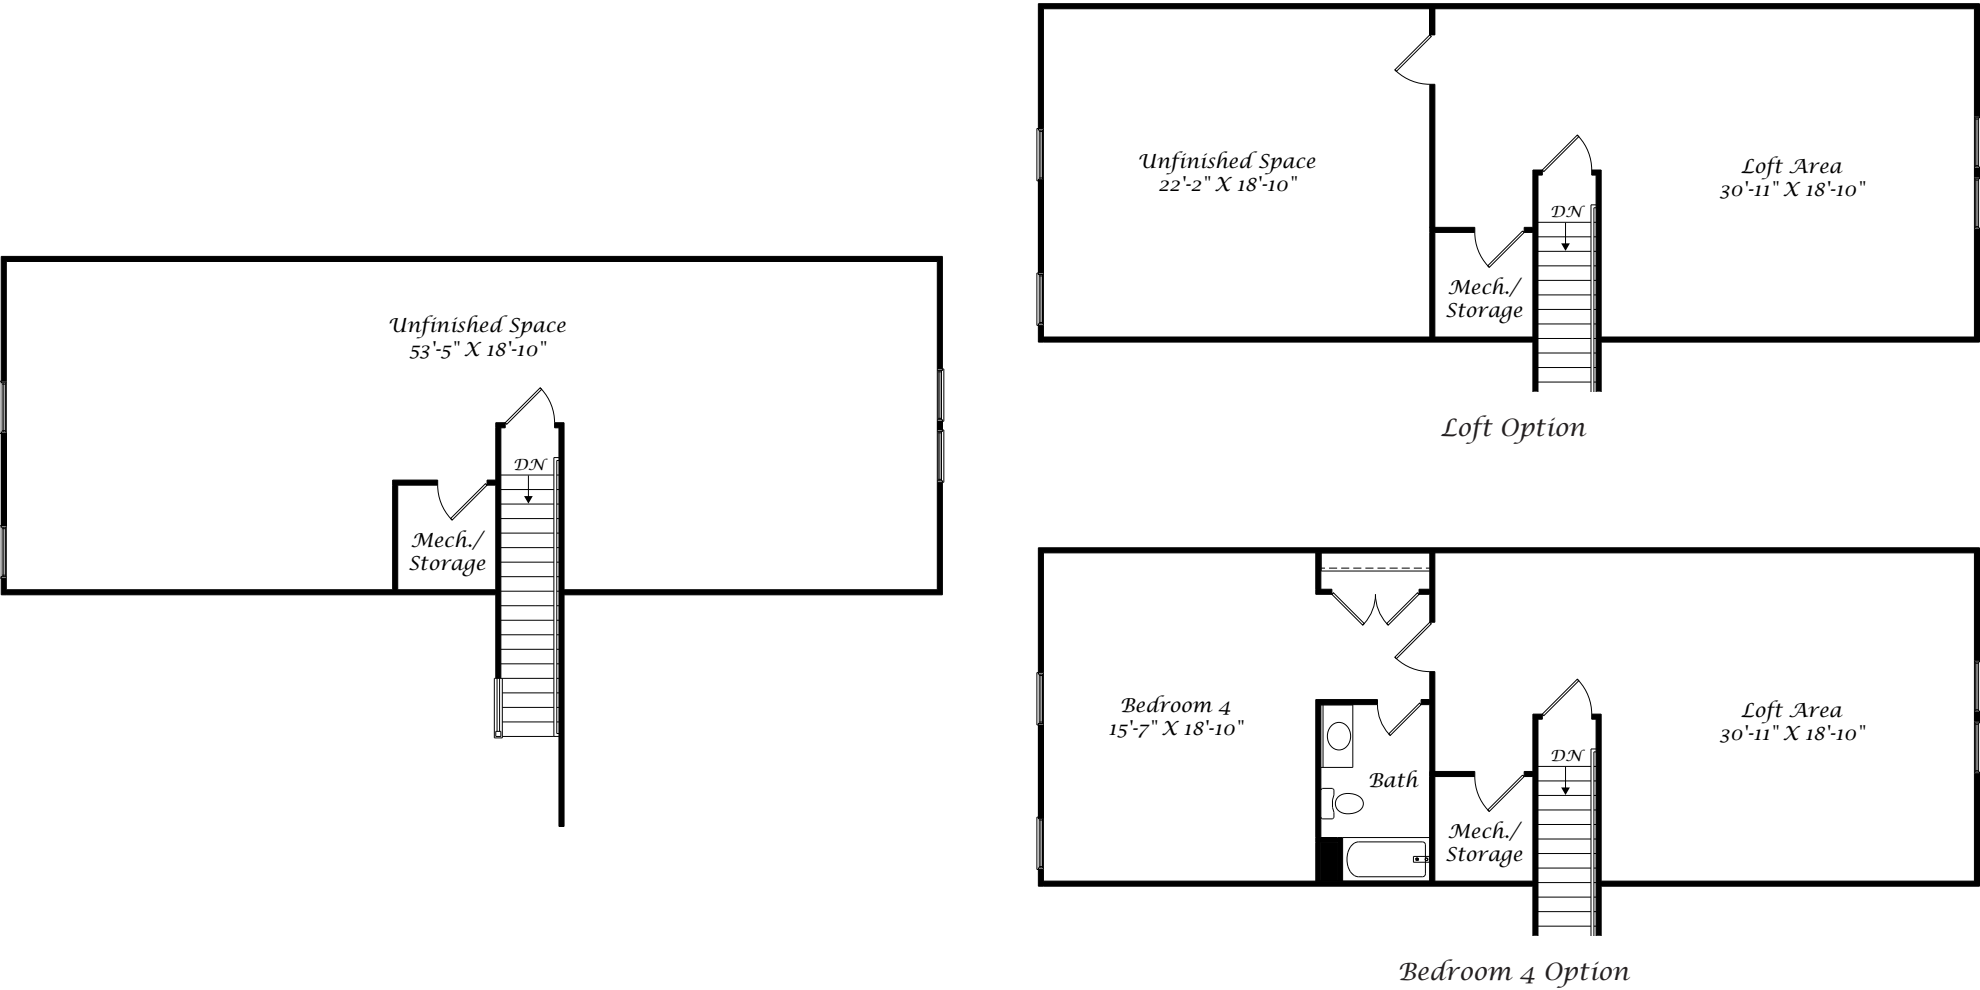 Unfinished Space
53'-5" X 18'-10"
DN
Mech./
Storage
Unfinished Space
22'-2" X 18'-10"
Loft Area
30'-11" X 18'-10"
DN
Mech./
Storage
Loft Option
Bedroom 4
15'-7" X 18'-10"
Bath
Loft Area
30'-11" X 18'-10"
DN
Mech./
Storage
Bedroom 4 Option